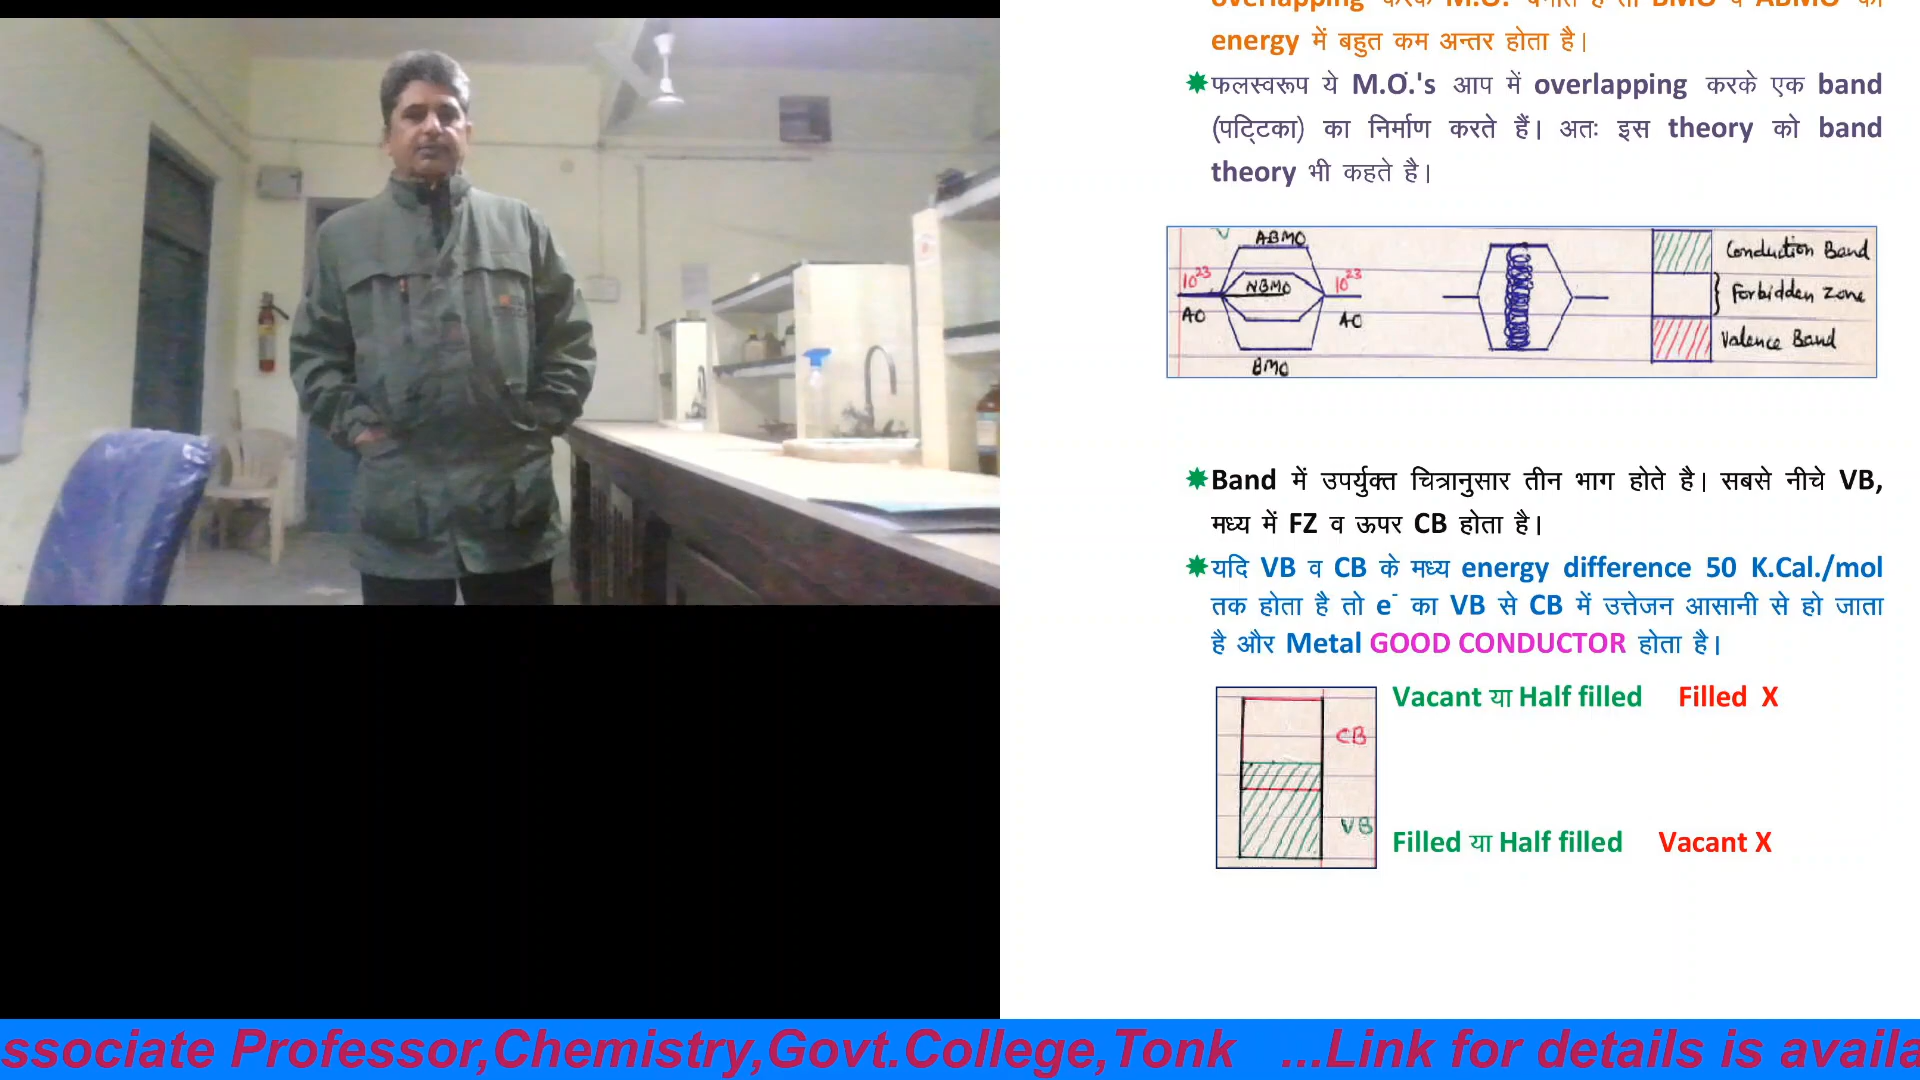 energy में बहुत कम अन्तर होता है।
फलस्वरूप ये M.O.'s आप में overlapping करके एक band
(पट्टिका) का निर्माण करते हैं। अतः इस theory को band
theory भी कहते है।
ABMO
10²³
NBMO
10²³
AO
AO
BMO
Conduction Band
Forbidden Zone
Valence Band
Band में उपर्युक्त चित्रानुसार तीन भाग होते है। सबसे नीचे VB,
मध्य में FZ व ऊपर CB होता है।
यदि VB व CB के मध्य energy difference 50 K.Cal./mol
तक होता है तो e⁻ का VB से CB में उत्तेजन आसानी से हो जाता
है और Metal GOOD CONDUCTOR होता है।
Vacant या Half filled Filled X
CB
VB
Filled या Half filled Vacant X
ssociate Professor,Chemistry,Govt.College,Tonk ...Link for details is availa